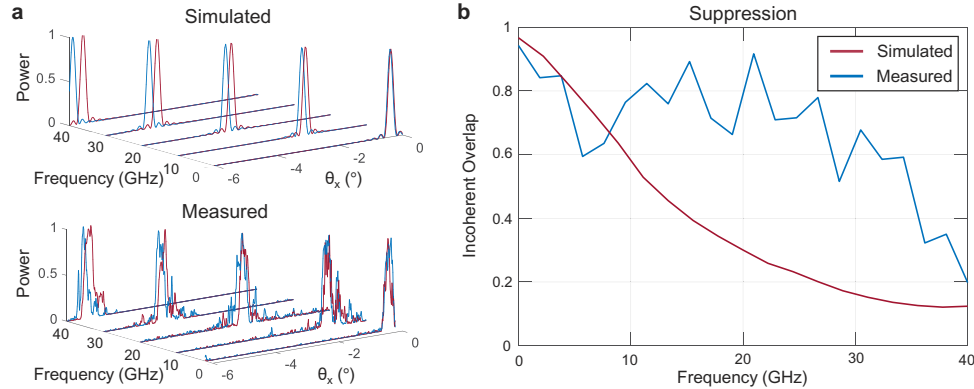 a
Simulated
Power
1
0.5
0
40
30
20
10
0
Frequency (GHz)
-6
-4
-2
0
θx (°)
Measured
Power
1
0.5
0
40
30
20
10
0
Frequency (GHz)
-6
-4
-2
0
θx (°)
b
Suppression
Incoherent Overlap
1
0.8
0.6
0.4
0.2
0
Simulated
Measured
0
10
20
30
40
Frequency (GHz)